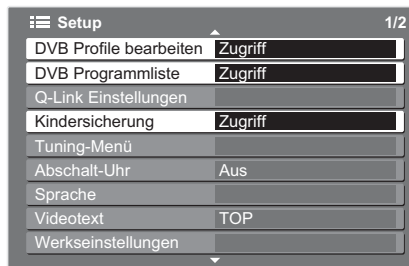 Setup 1/2
DVB Profile bearbeiten Zugriff
DVB Programmliste Zugriff
Q-Link Einstellungen
Kindersicherung Zugriff
Tuning-Menü
Abschalt-Uhr Aus
Sprache
Videotext TOP
Werkseinstellungen